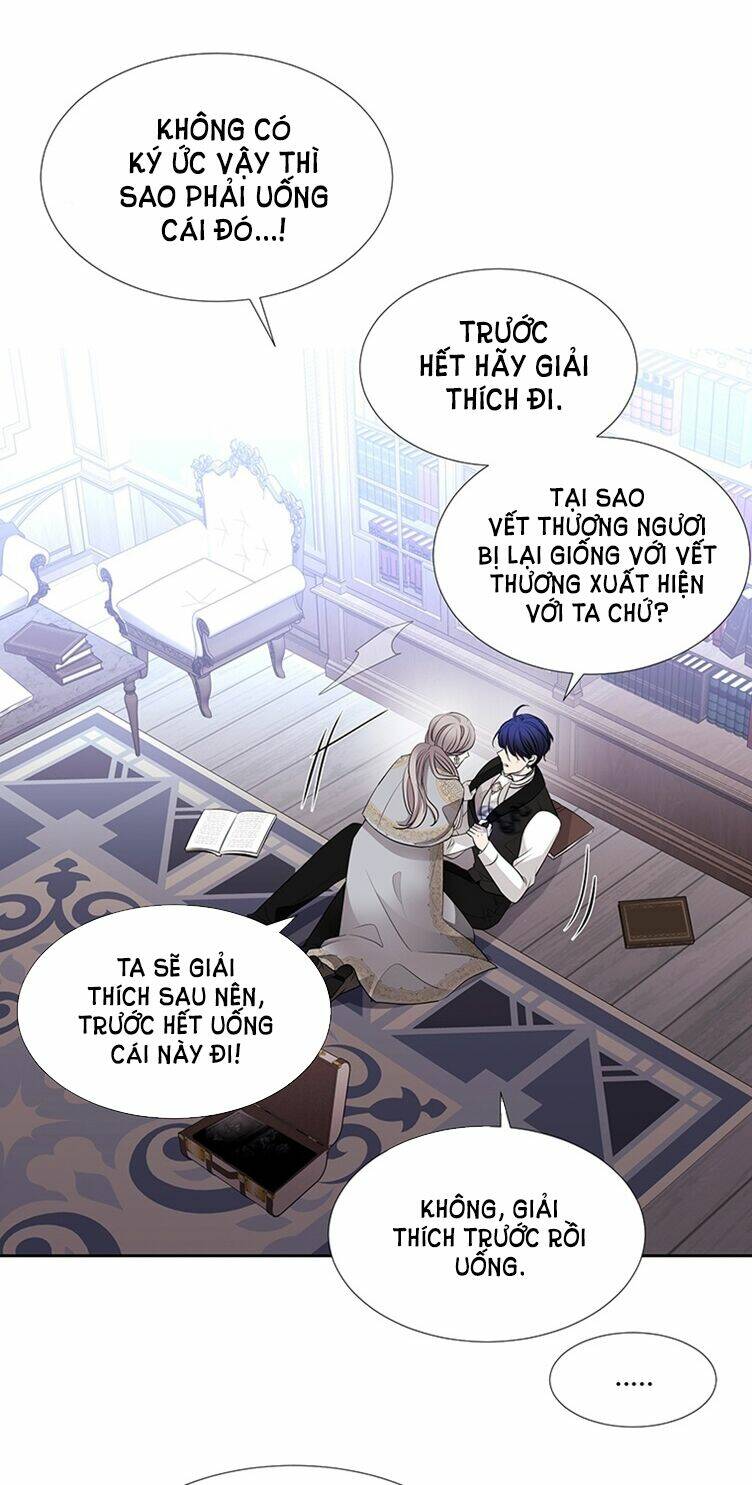 KHÔNG CÓ
KÝ ỨC VẬY THÌ
SAO PHẢI UỐNG
CÁI ĐÓ...!
TRƯỚC
HẾT HÃY GIẢI
THÍCH ĐI.
TẠI SAO
VẾT THƯƠNG NGƯƠI
BỊ LẠI GIỐNG VỚI VẾT
THƯƠNG XUẤT HIỆN
VỚI TA CHỨ?
TA SẼ GIẢI
THÍCH SAU NÊN,
TRƯỚC HẾT UỐNG
CÁI NÀY ĐI!
KHÔNG, GIẢI
THÍCH TRƯỚC RỒI
UỐNG.
.....